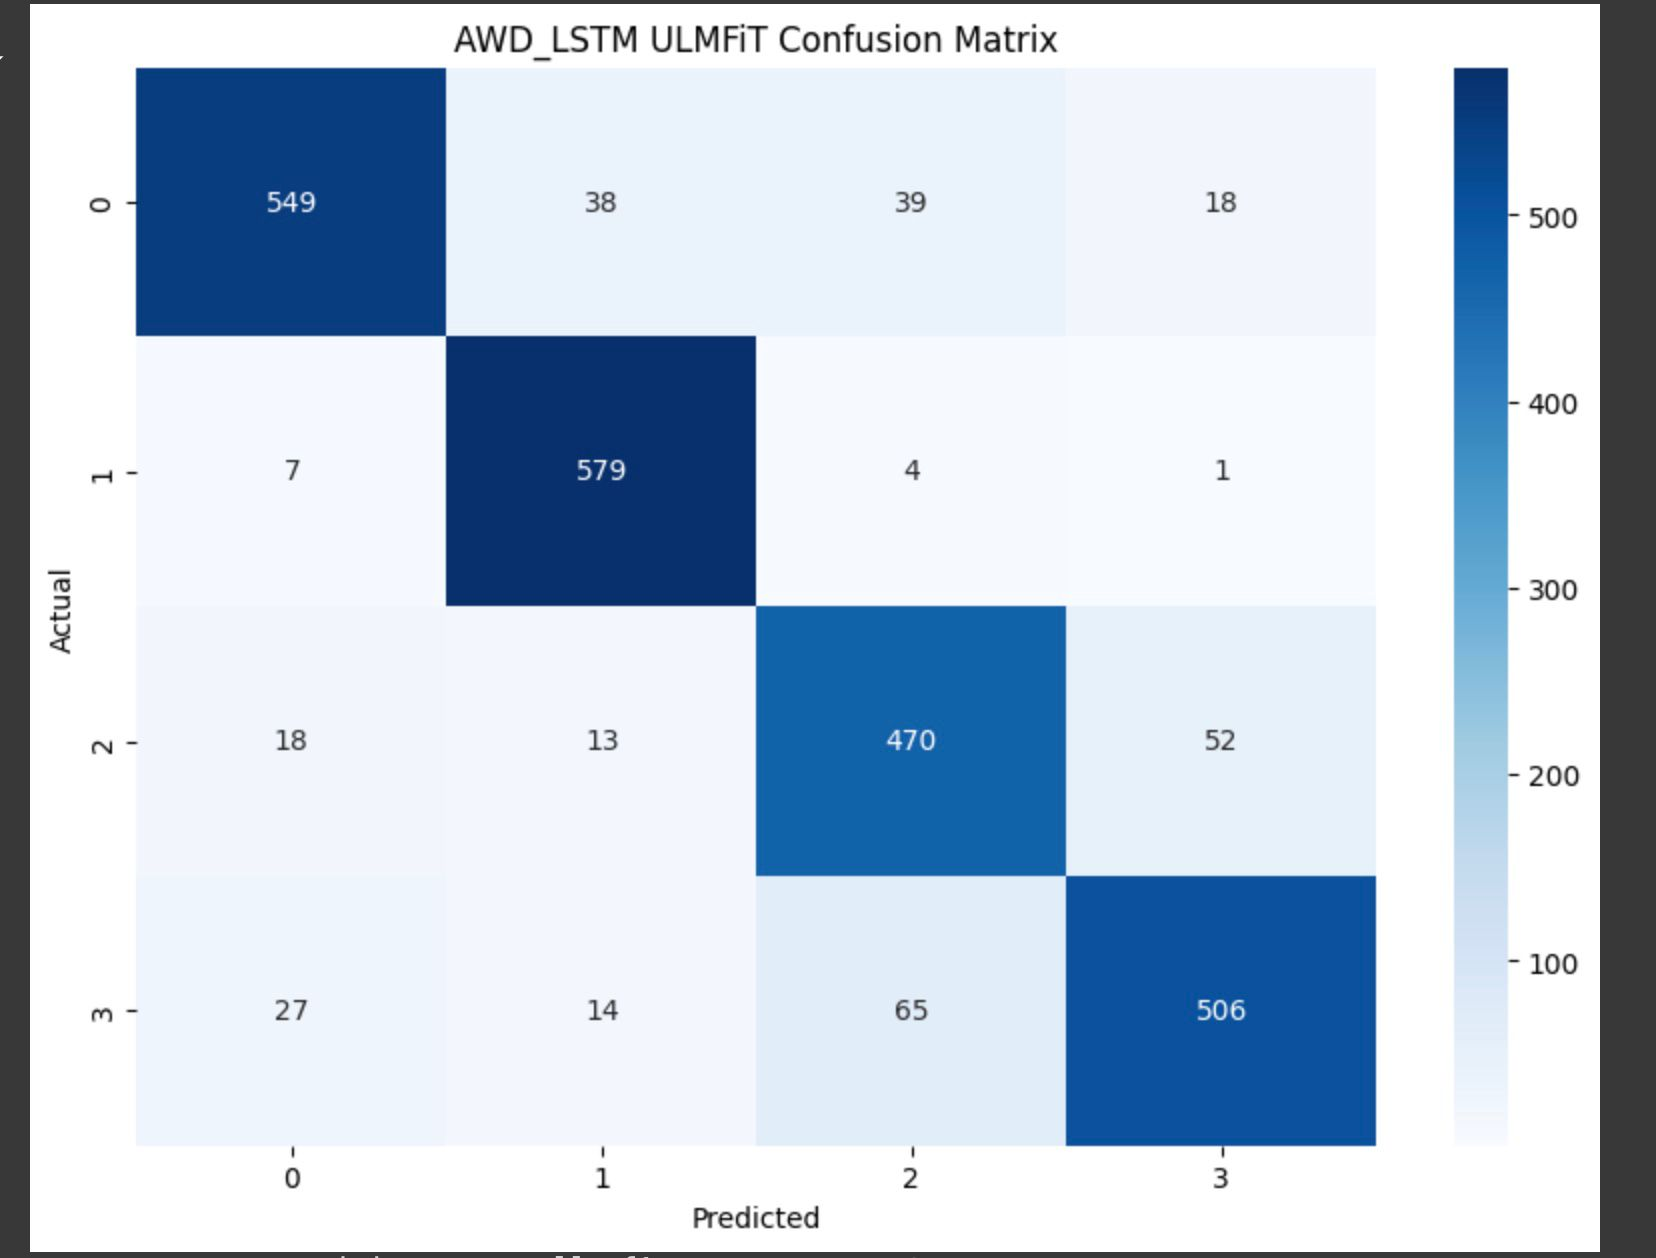 AWD_LSTM ULMFiT Confusion Matrix
0 549 38 39 18
1 7 579 4 1
2 18 13 470 52
3 27 14 65 506
0 1 2 3
Actual
Predicted
500
400
300
200
100